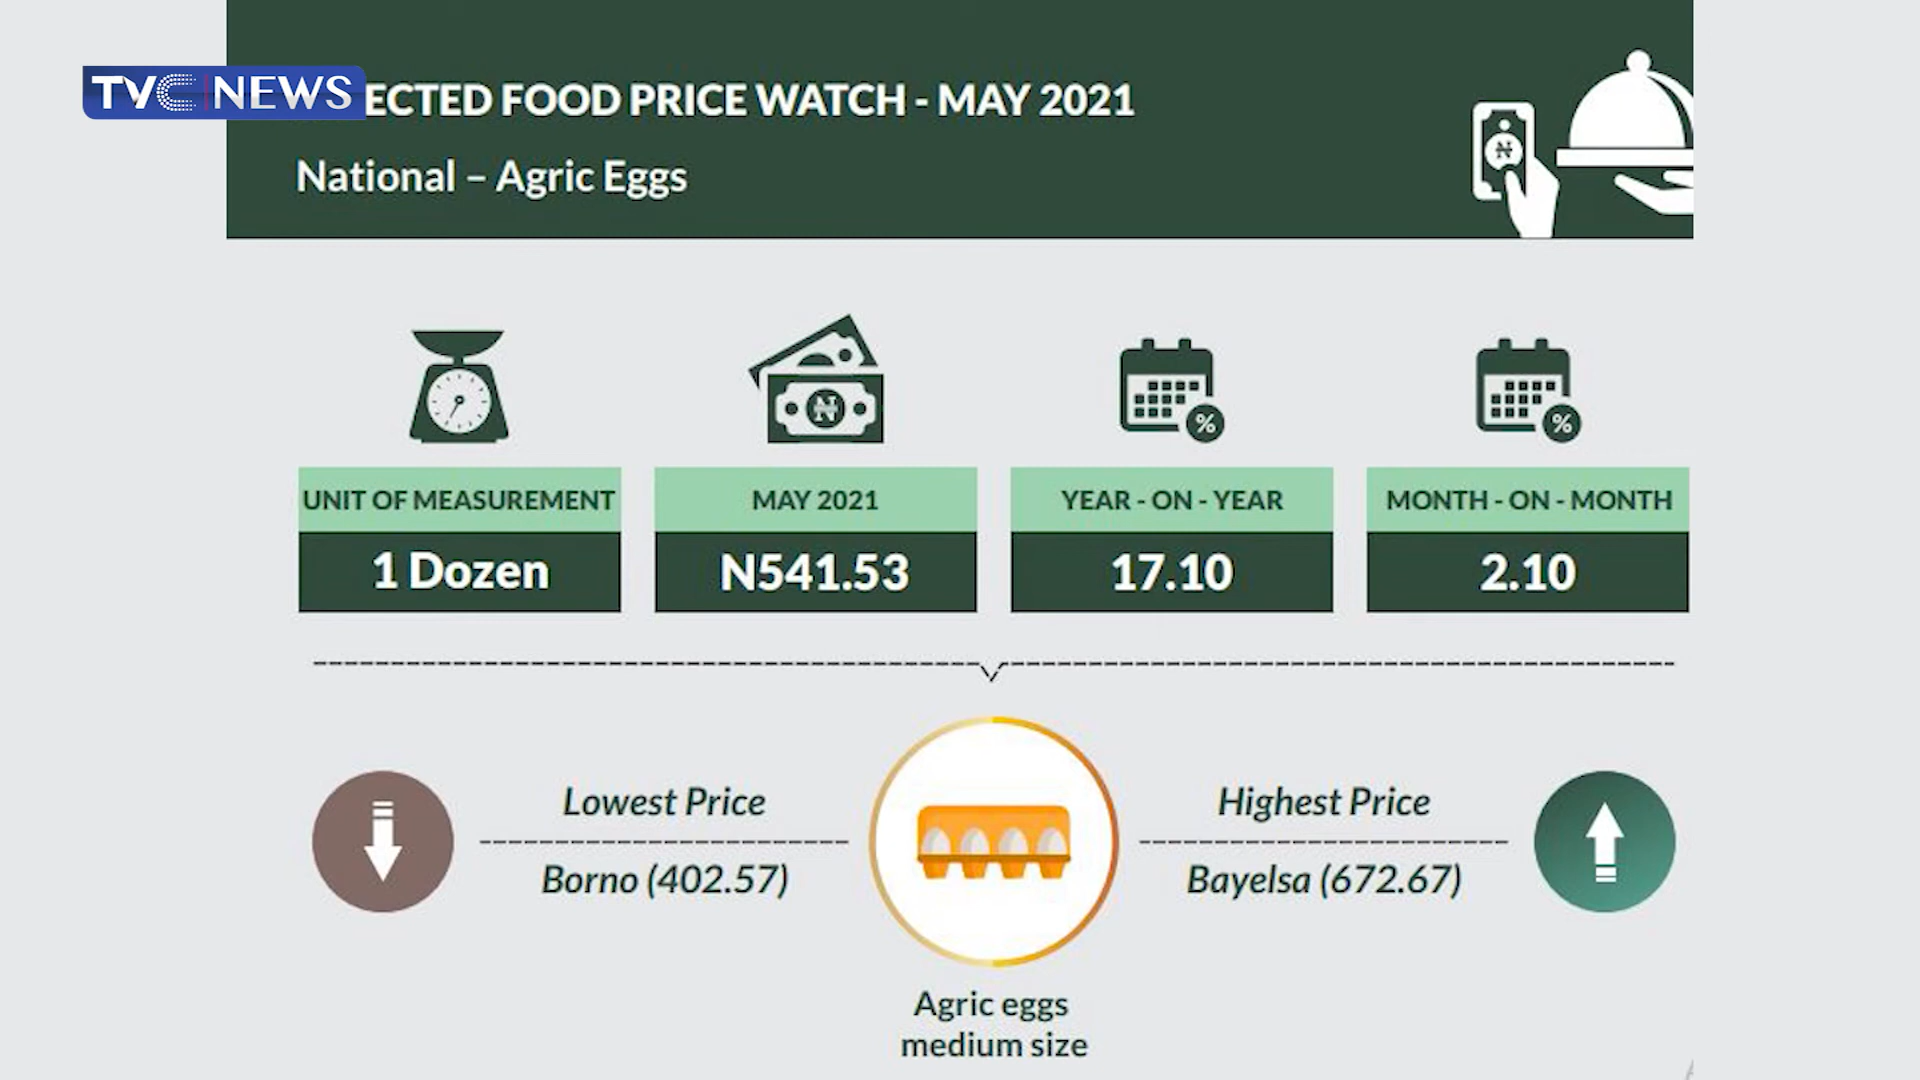 TVC NEWS
ECTED FOOD PRICE WATCH - MAY 2021
National – Agric Eggs
₦
₦
%
%
UNIT OF MEASUREMENT
MAY 2021
YEAR - ON - YEAR
MONTH - ON - MONTH
1 Dozen
N541.53
17.10
2.10
Lowest Price
Highest Price
Borno (402.57)
Bayelsa (672.67)
Agric eggs
medium size